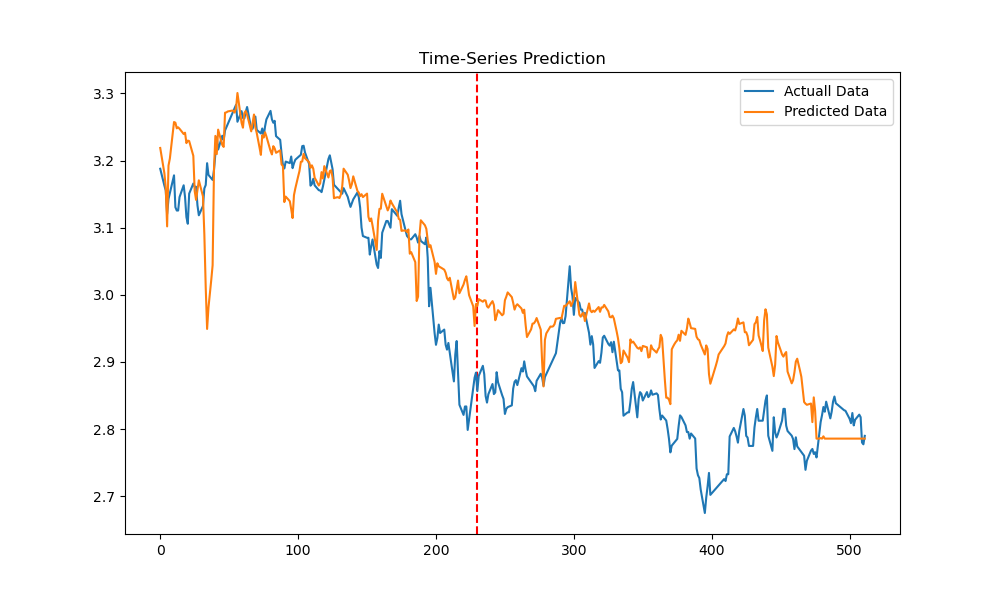 Time-Series Prediction
Actuall Data
Predicted Data
3.3
3.2
3.1
3.0
2.9
2.8
2.7
0 100 200 300 400 500